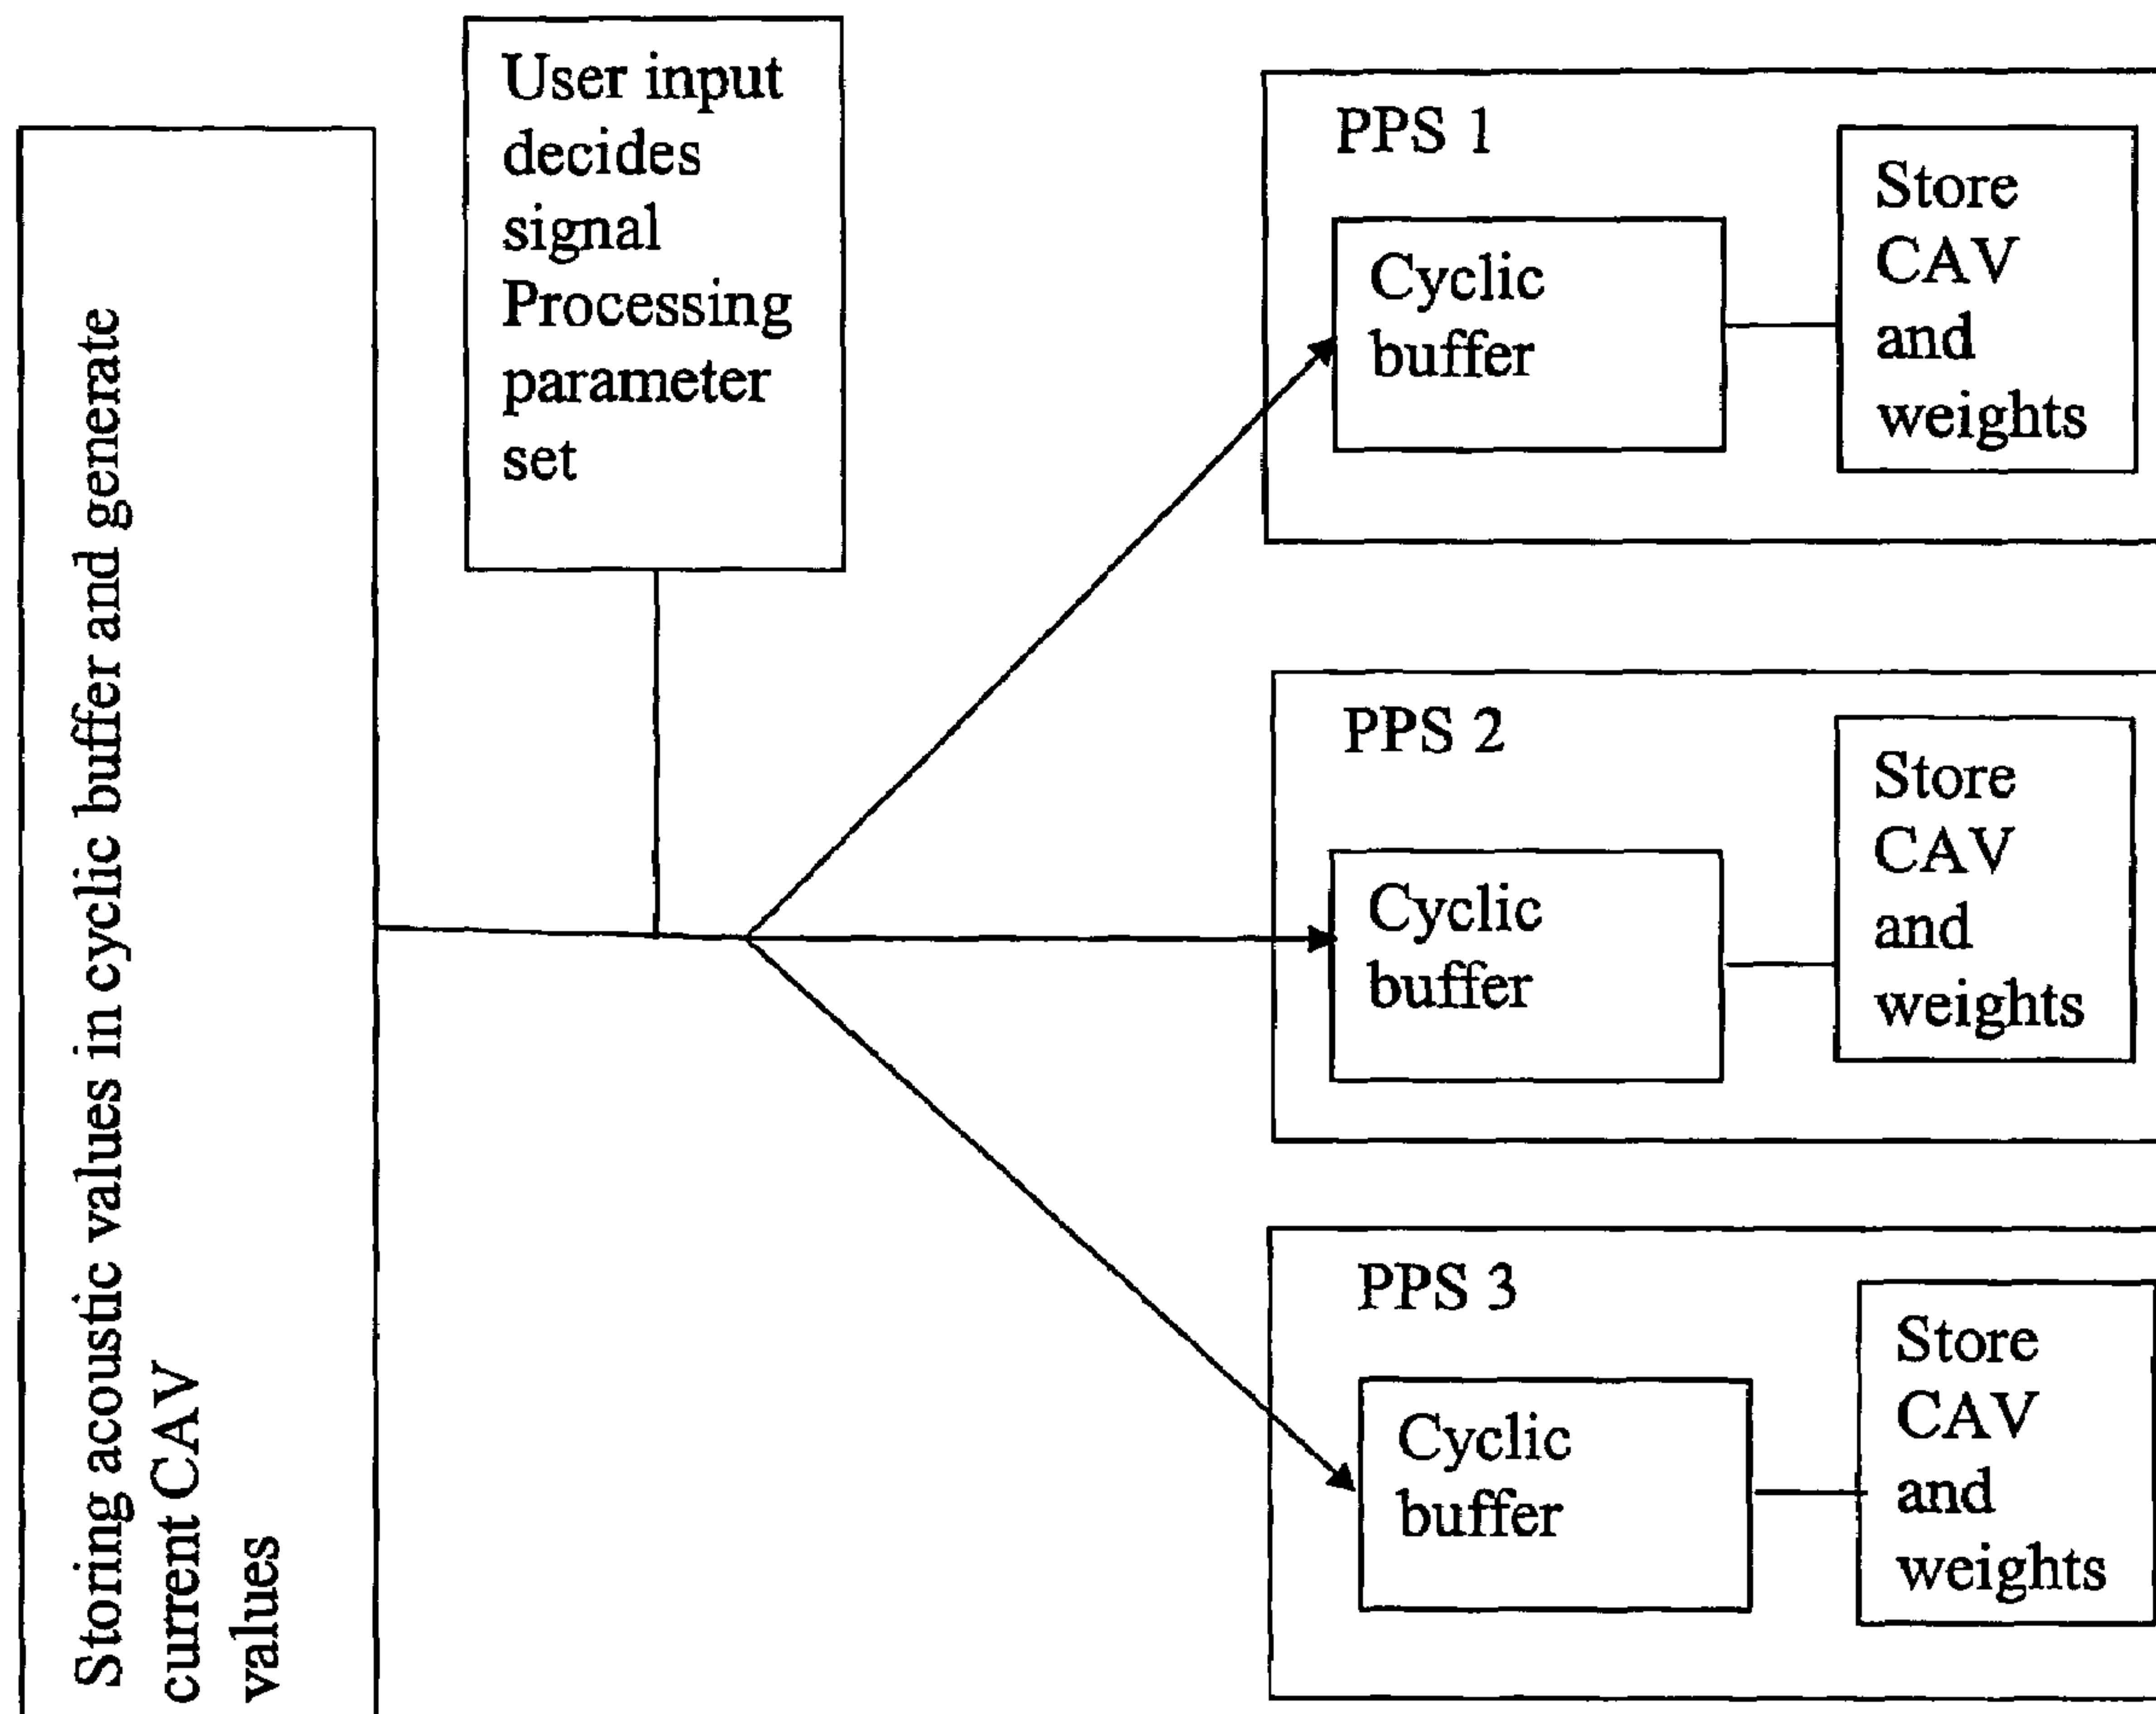 Storing acoustic values in cyclic buffer and generate
current CAV
values
User input
decides
signal
Processing
parameter
set
PPS 1
Cyclic
buffer
Store
CAV
and
weights
PPS 2
Cyclic
buffer
Store
CAV
and
weights
PPS 3
Cyclic
buffer
Store
CAV
and
weights